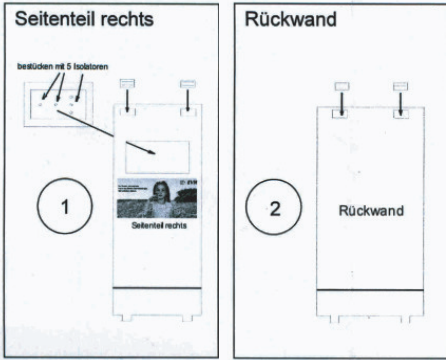 Seitenteil rechts
bestücken mit 5 Isolatoren
1
Seitenteil rechts
Rückwand
2
Rückwand